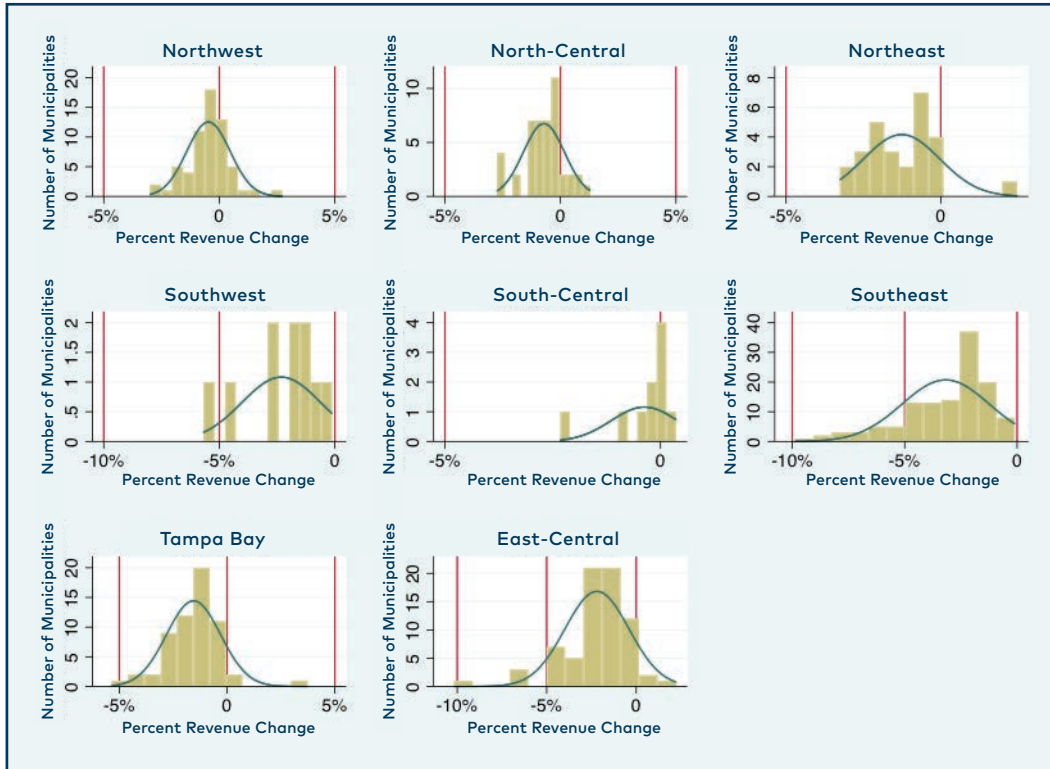 Northwest
Number of Municipalities
20
15
10
5
0
-5%
0
5%
Percent Revenue Change
North-Central
Number of Municipalities
10
5
0
-5%
0
5%
Percent Revenue Change
Northeast
Number of Municipalities
8
6
4
2
0
-5%
0
Percent Revenue Change
Southwest
Number of Municipalities
2
1.5
1
.5
0
-10%
-5%
0
Percent Revenue Change
South-Central
Number of Municipalities
4
3
2
1
0
-5%
0
Percent Revenue Change
Southeast
Number of Municipalities
40
30
20
10
0
-10%
-5%
0
Percent Revenue Change
Tampa Bay
Number of Municipalities
20
15
10
5
0
-5%
0
5%
Percent Revenue Change
East-Central
Number of Municipalities
20
15
10
5
0
-10%
-5%
0
Percent Revenue Change